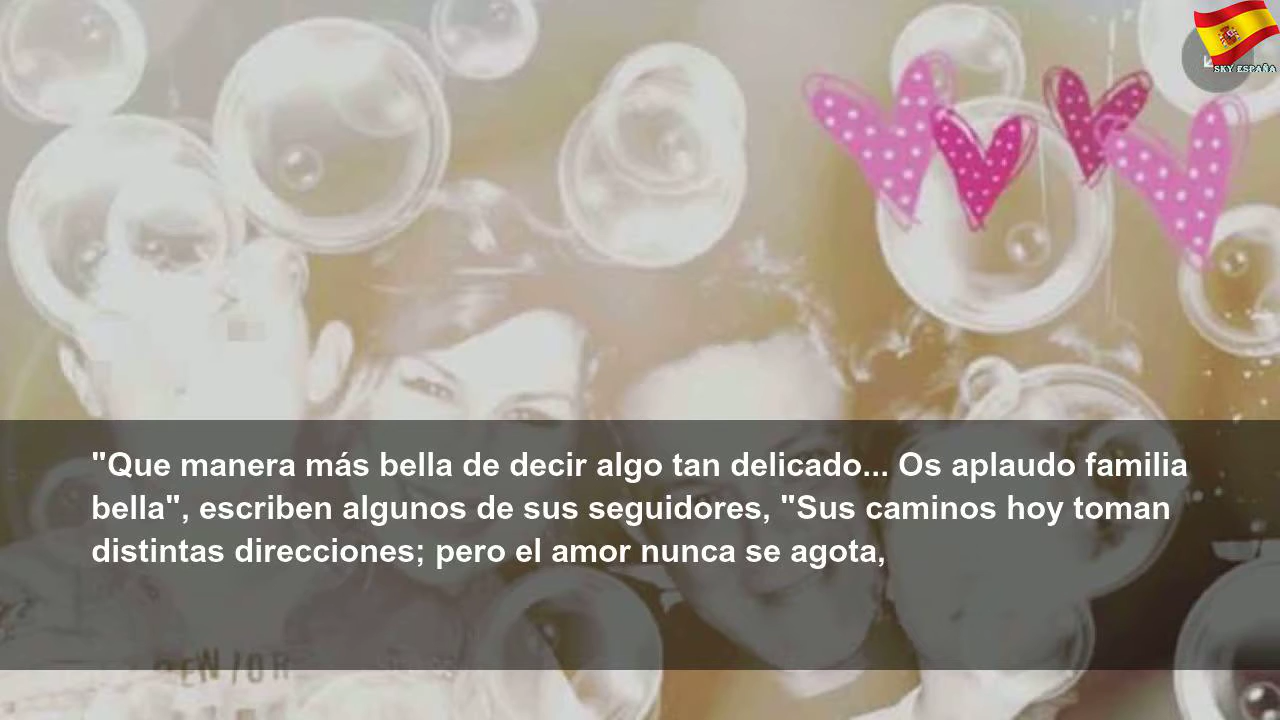 SKY ESPAÑA
"Que manera más bella de decir algo tan delicado... Os aplaudo familia
bella", escriben algunos de sus seguidores, "Sus caminos hoy toman
distintas direcciones; pero el amor nunca se agota,